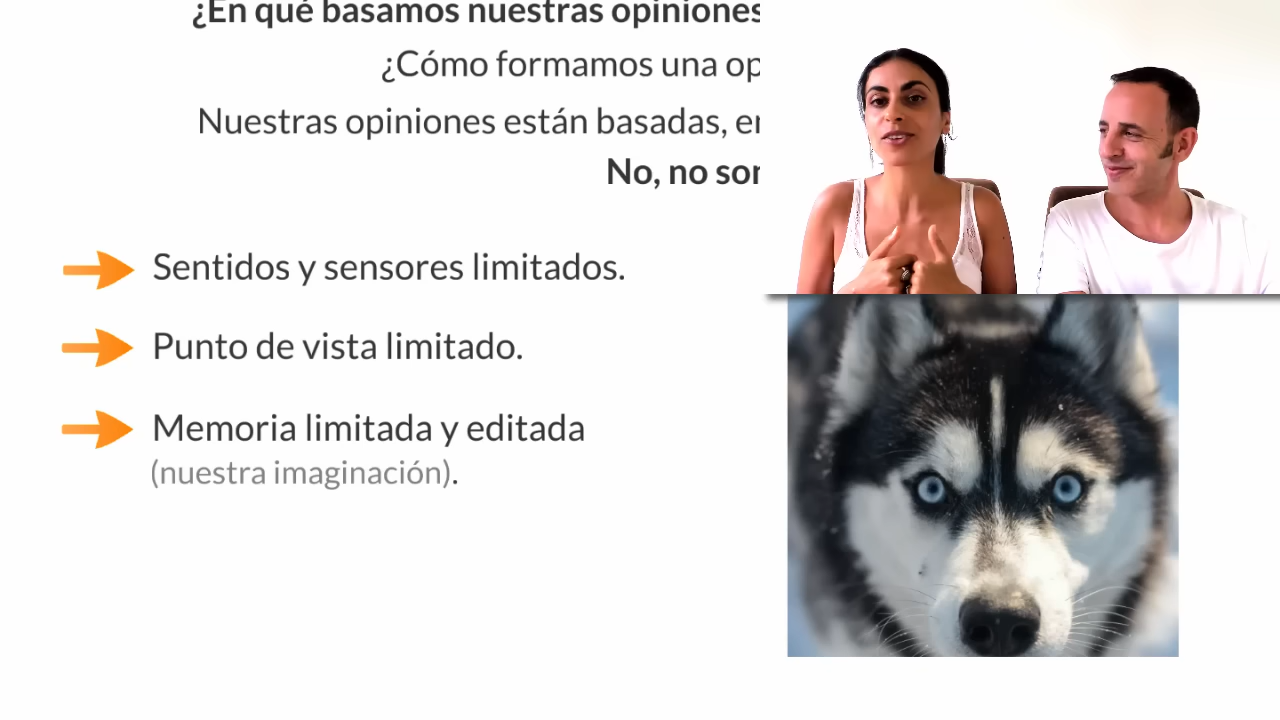 ¿En qué basamos nuestras opiniones
¿Cómo formamos una op
Nuestras opiniones están basadas, en
No, no son
Sentidos y sensores limitados.
Punto de vista limitado.
Memoria limitada y editada
(nuestra imaginación).